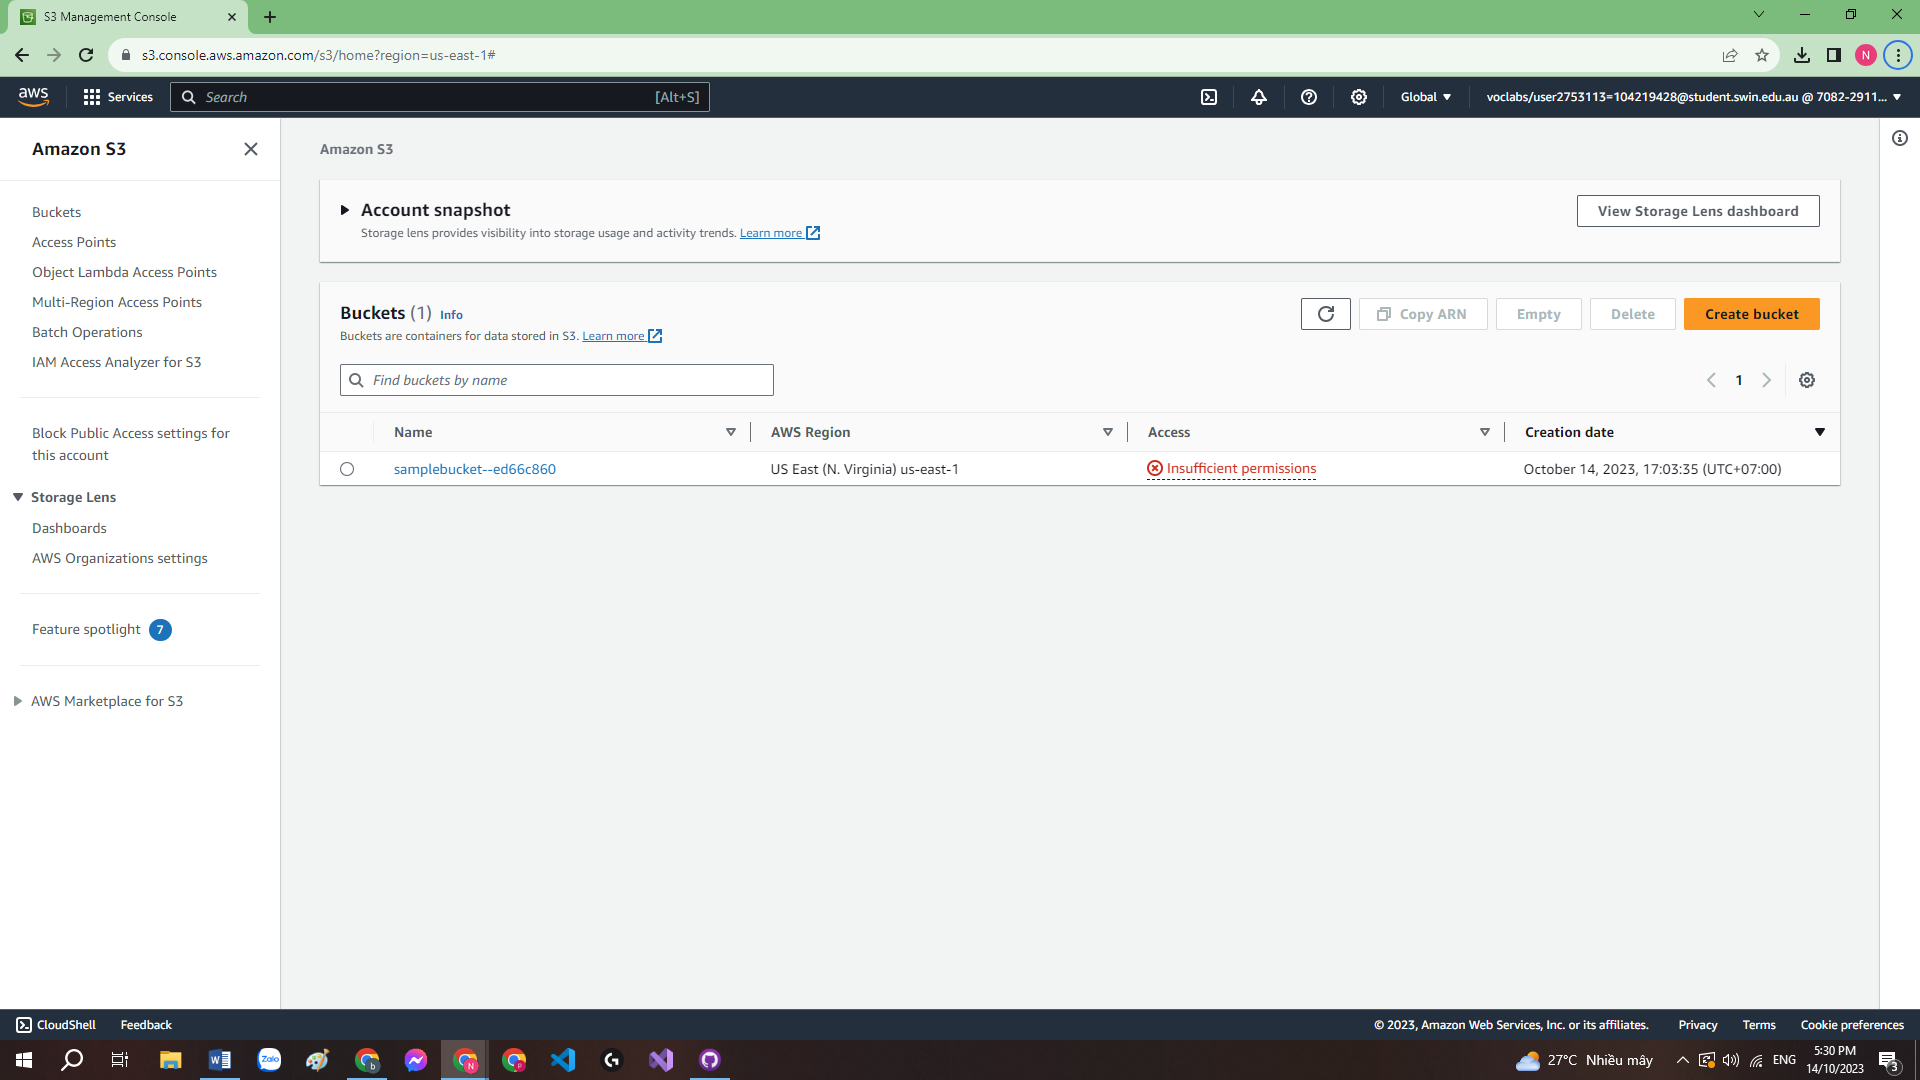 S3 Management Console
s3.console.aws.amazon.com/s3/home?region=us-east-1#
N
aws
Services
Search
[Alt+S]
Global
voclabs/user2753113=104219428@student.swin.edu.au @ 7082-2911...
Amazon S3
Buckets
Access Points
Object Lambda Access Points
Multi-Region Access Points
Batch Operations
IAM Access Analyzer for S3
Block Public Access settings for
this account
Storage Lens
Dashboards
AWS Organizations settings
Feature spotlight 7
AWS Marketplace for S3
Amazon S3
Account snapshot
Storage lens provides visibility into storage usage and activity trends. Learn more
View Storage Lens dashboard
Buckets (1) Info
Buckets are containers for data stored in S3. Learn more
Copy ARN
Empty
Delete
Create bucket
Find buckets by name
1
Name AWS Region Access Creation date
samplebucket--ed66c860 US East (N. Virginia) us-east-1 Insufficient permissions October 14, 2023, 17:03:35 (UTC+07:00)
CloudShell Feedback © 2023, Amazon Web Services, Inc. or its affiliates. Privacy Terms Cookie preferences
Zalo
b
N
27°C Nhiều mây
ENG
5:30 PM
14/10/2023
3